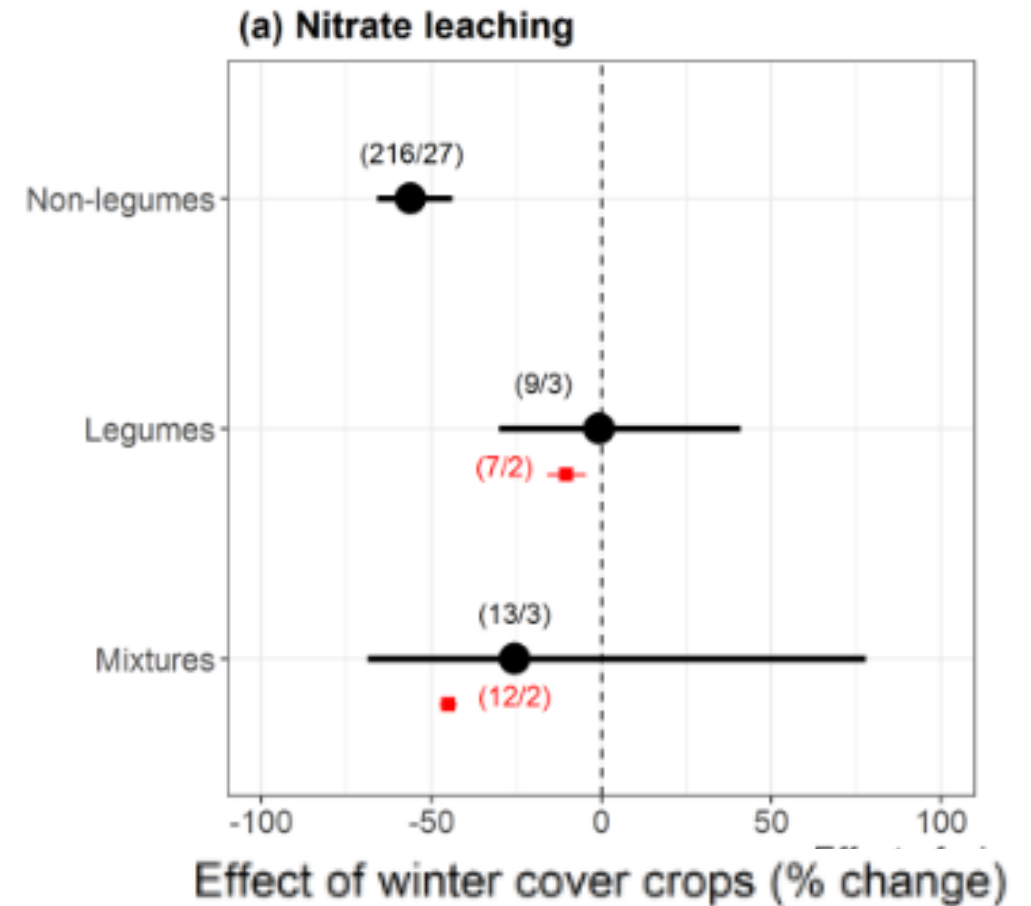 (a) Nitrate leaching
(216/27)
Non-legumes
(9/3)
Legumes
(7/2)
(13/3)
Mixtures
(12/2)
-100 -50 0 50 100
Effect of winter cover crops (% change)